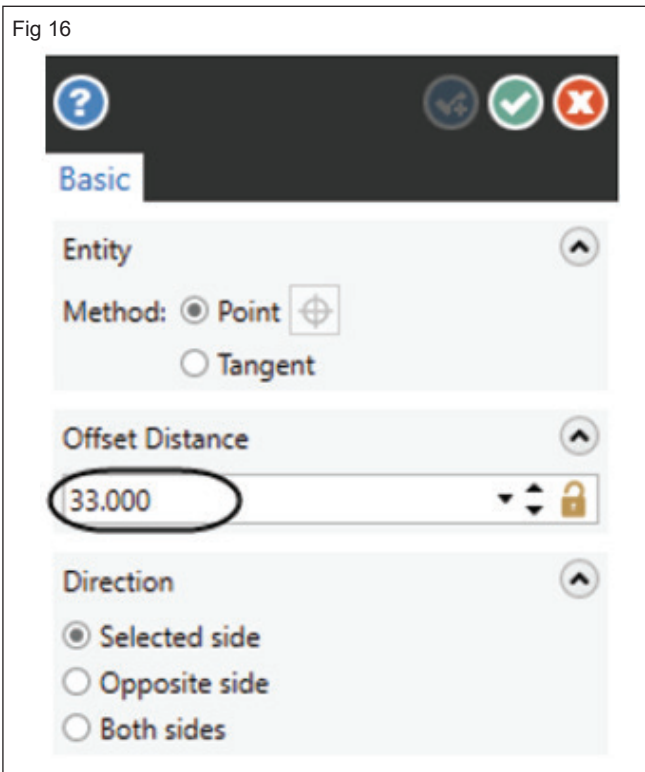 Fig 16
?
Basic
Entity
Method: Point
Tangent
Offset Distance
33.000
Direction
Selected side
Opposite side
Both sides